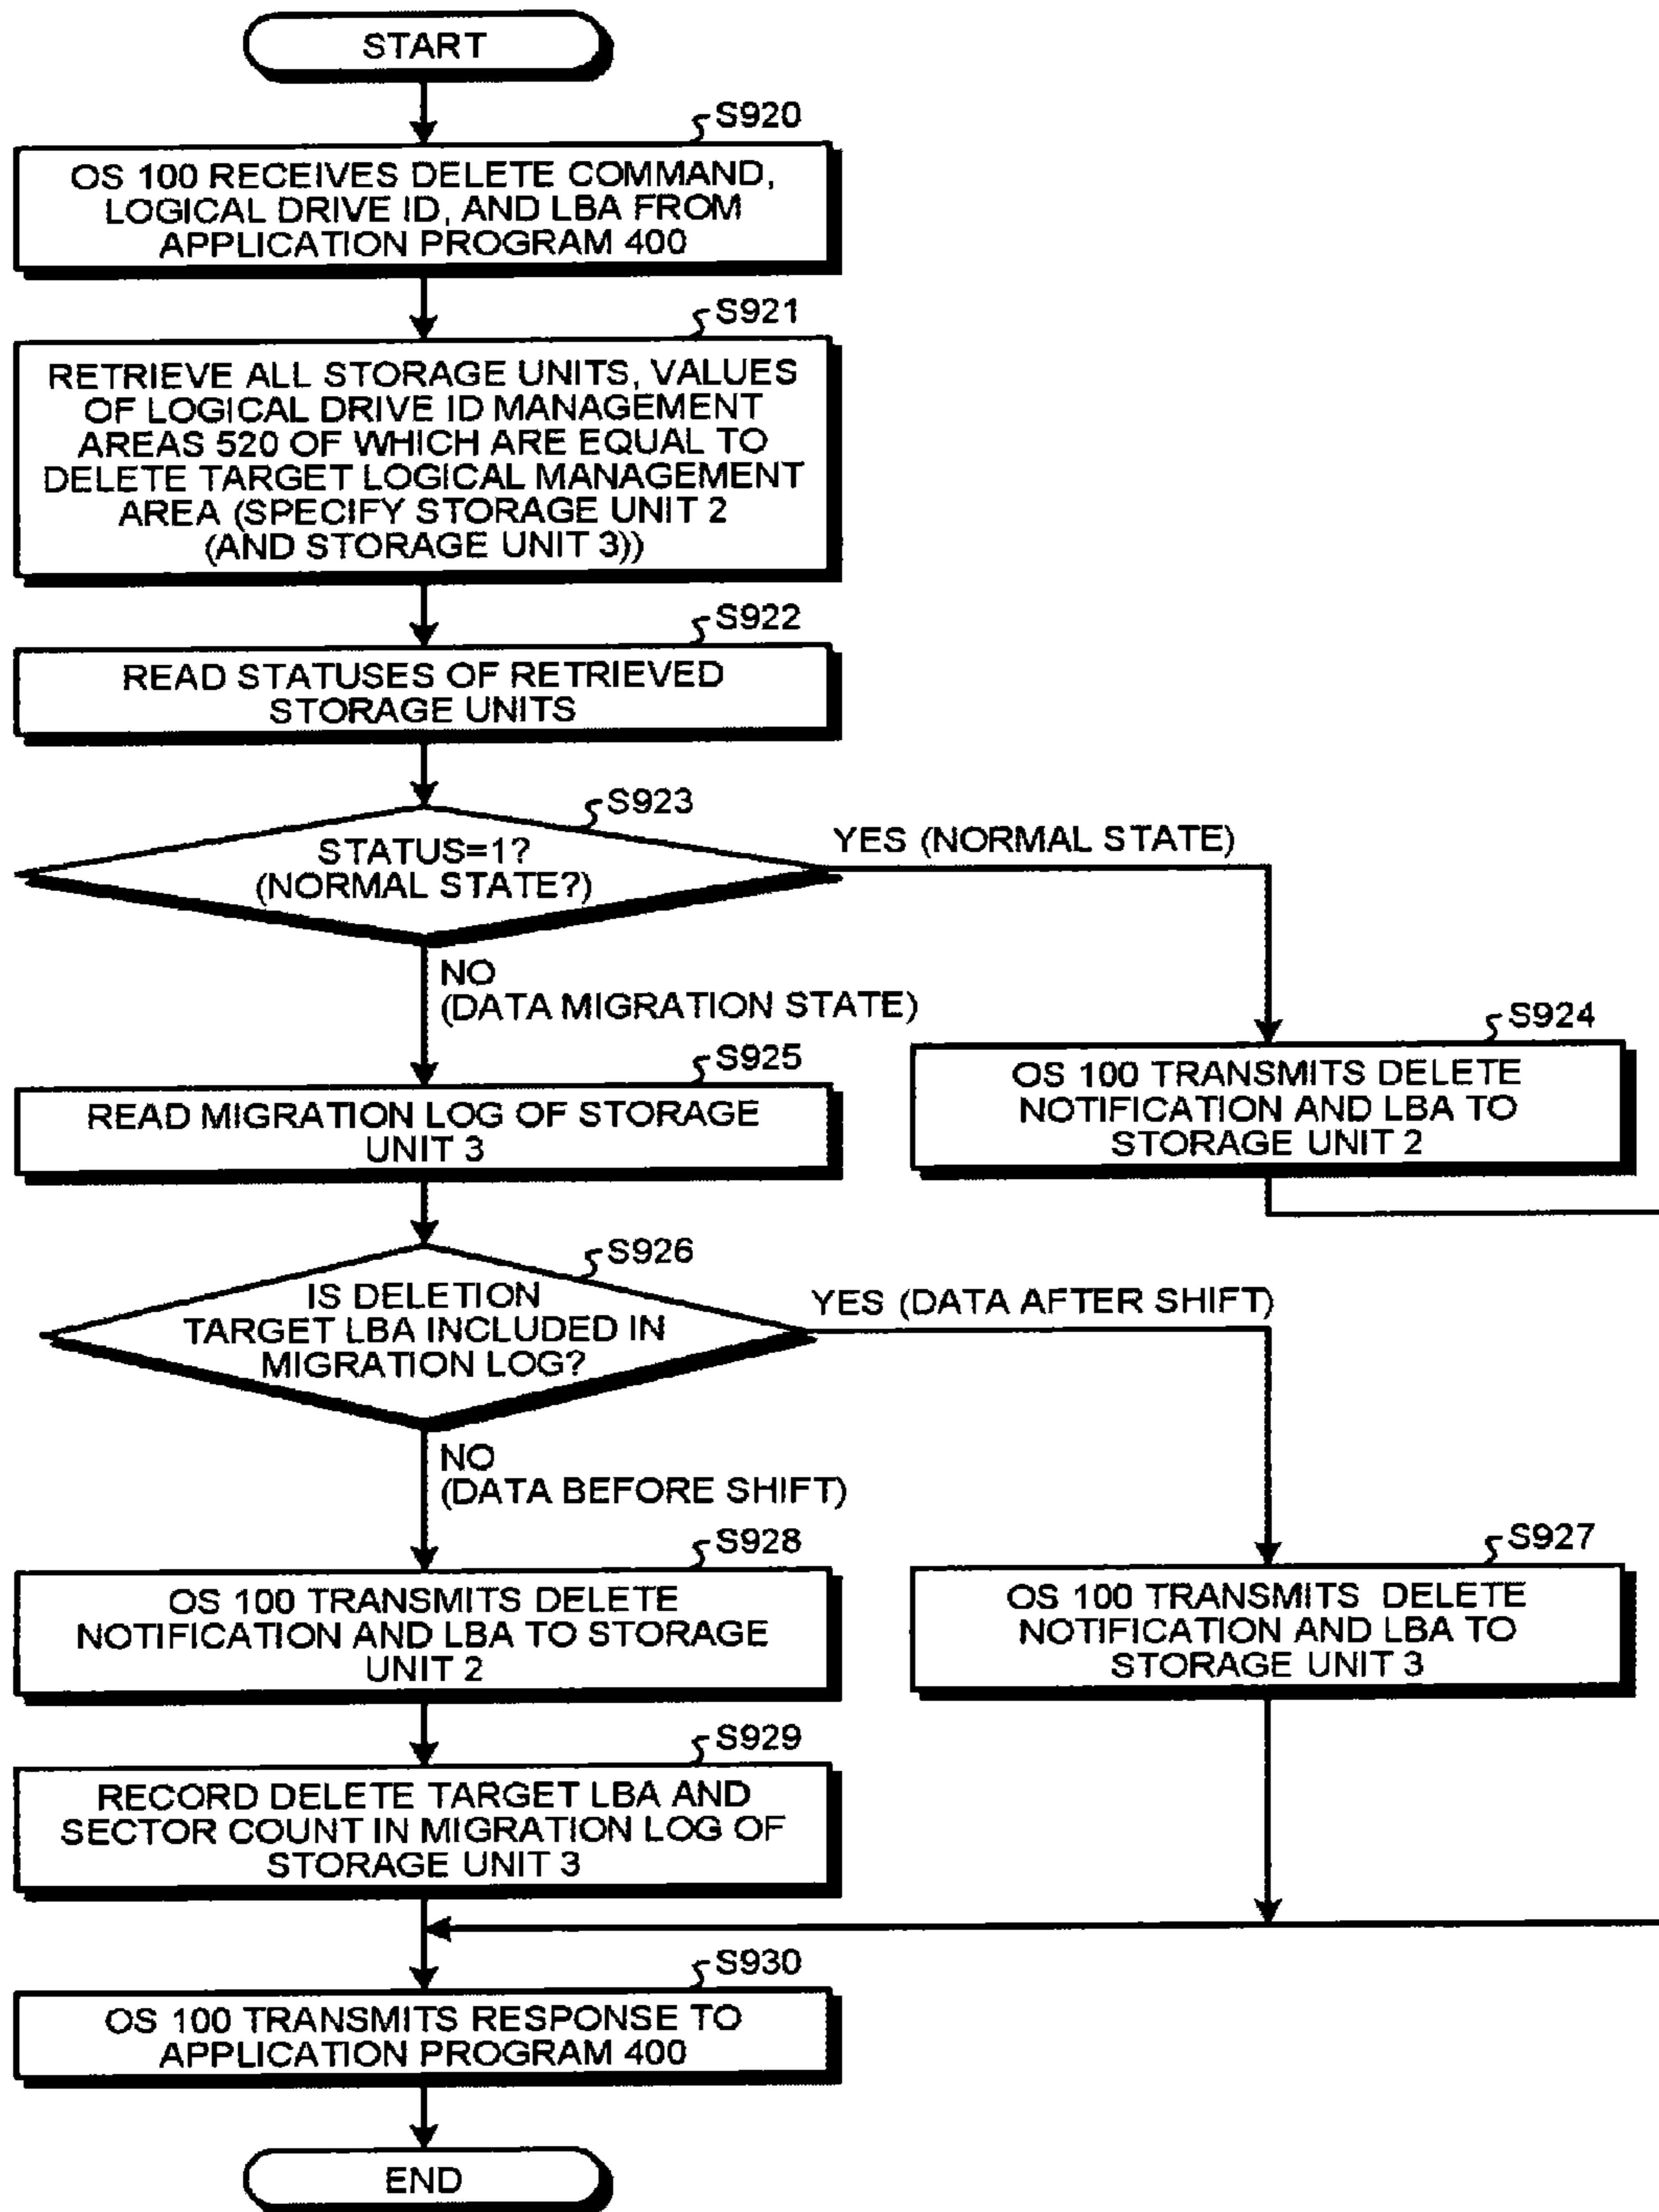 START
S920
OS 100 RECEIVES DELETE COMMAND,
LOGICAL DRIVE ID, AND LBA FROM
APPLICATION PROGRAM 400
S921
RETRIEVE ALL STORAGE UNITS, VALUES
OF LOGICAL DRIVE ID MANAGEMENT
AREAS 520 OF WHICH ARE EQUAL TO
DELETE TARGET LOGICAL MANAGEMENT
AREA (SPECIFY STORAGE UNIT 2
(AND STORAGE UNIT 3))
S922
READ STATUSES OF RETRIEVED
STORAGE UNITS
S923
STATUS=1?
(NORMAL STATE?)
YES (NORMAL STATE)
NO
(DATA MIGRATION STATE)
S924
OS 100 TRANSMITS DELETE
NOTIFICATION AND LBA TO
STORAGE UNIT 2
S925
READ MIGRATION LOG OF STORAGE
UNIT 3
S926
IS DELETION
TARGET LBA INCLUDED IN
MIGRATION LOG?
YES (DATA AFTER SHIFT)
NO
(DATA BEFORE SHIFT)
S927
OS 100 TRANSMITS DELETE
NOTIFICATION AND LBA TO
STORAGE UNIT 3
S928
OS 100 TRANSMITS DELETE
NOTIFICATION AND LBA TO STORAGE
UNIT 2
S929
RECORD DELETE TARGET LBA AND
SECTOR COUNT IN MIGRATION LOG OF
STORAGE UNIT 3
S930
OS 100 TRANSMITS RESPONSE TO
APPLICATION PROGRAM 400
END